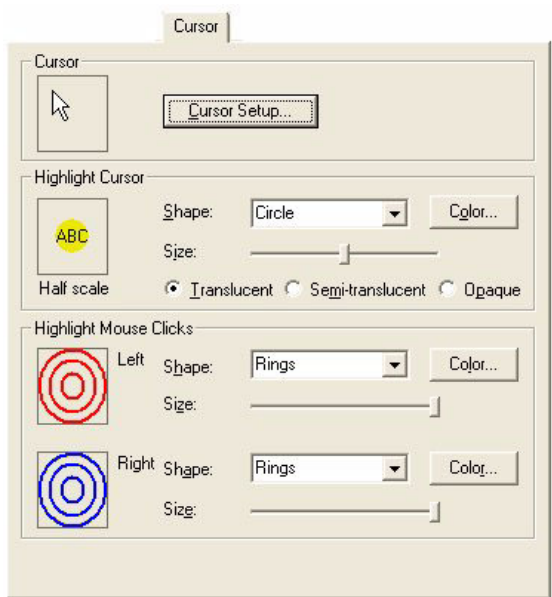 Cursor
Cursor
Cursor Setup...
Highlight Cursor
ABC
Half scale
Shape: Circle Color...
Size:
Translucent Semi-translucent Opaque
Highlight Mouse Clicks
Left Shape: Rings Color...
Size:
Right Shape: Rings Color...
Size: